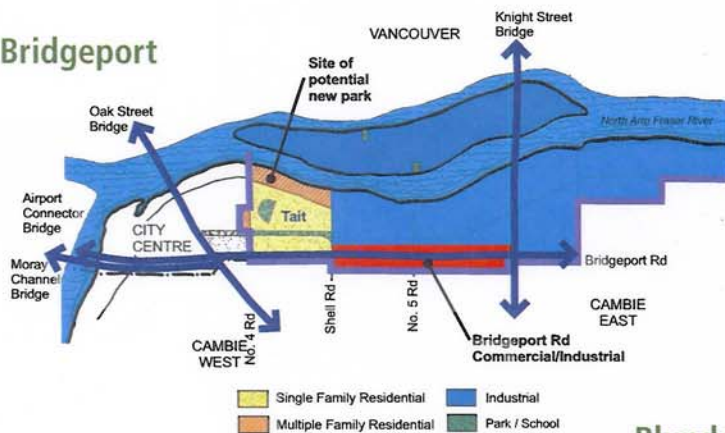 Bridgeport
VANCOUVER
Knight Street
Bridge
Site of
potential
new park
Oak Street
Bridge
North Arm Fraser River
Airport
Connector
Bridge
CITY
CENTRE
Tait
Moray
Channel
Bridge
Bridgeport Rd
No. 4 Rd
Shell Rd
No. 5 Rd
CAMBIE
WEST
CAMBIE
EAST
Bridgeport Rd
Commercial/Industrial
Single Family Residential
Industrial
Multiple Family Residential
Park / School